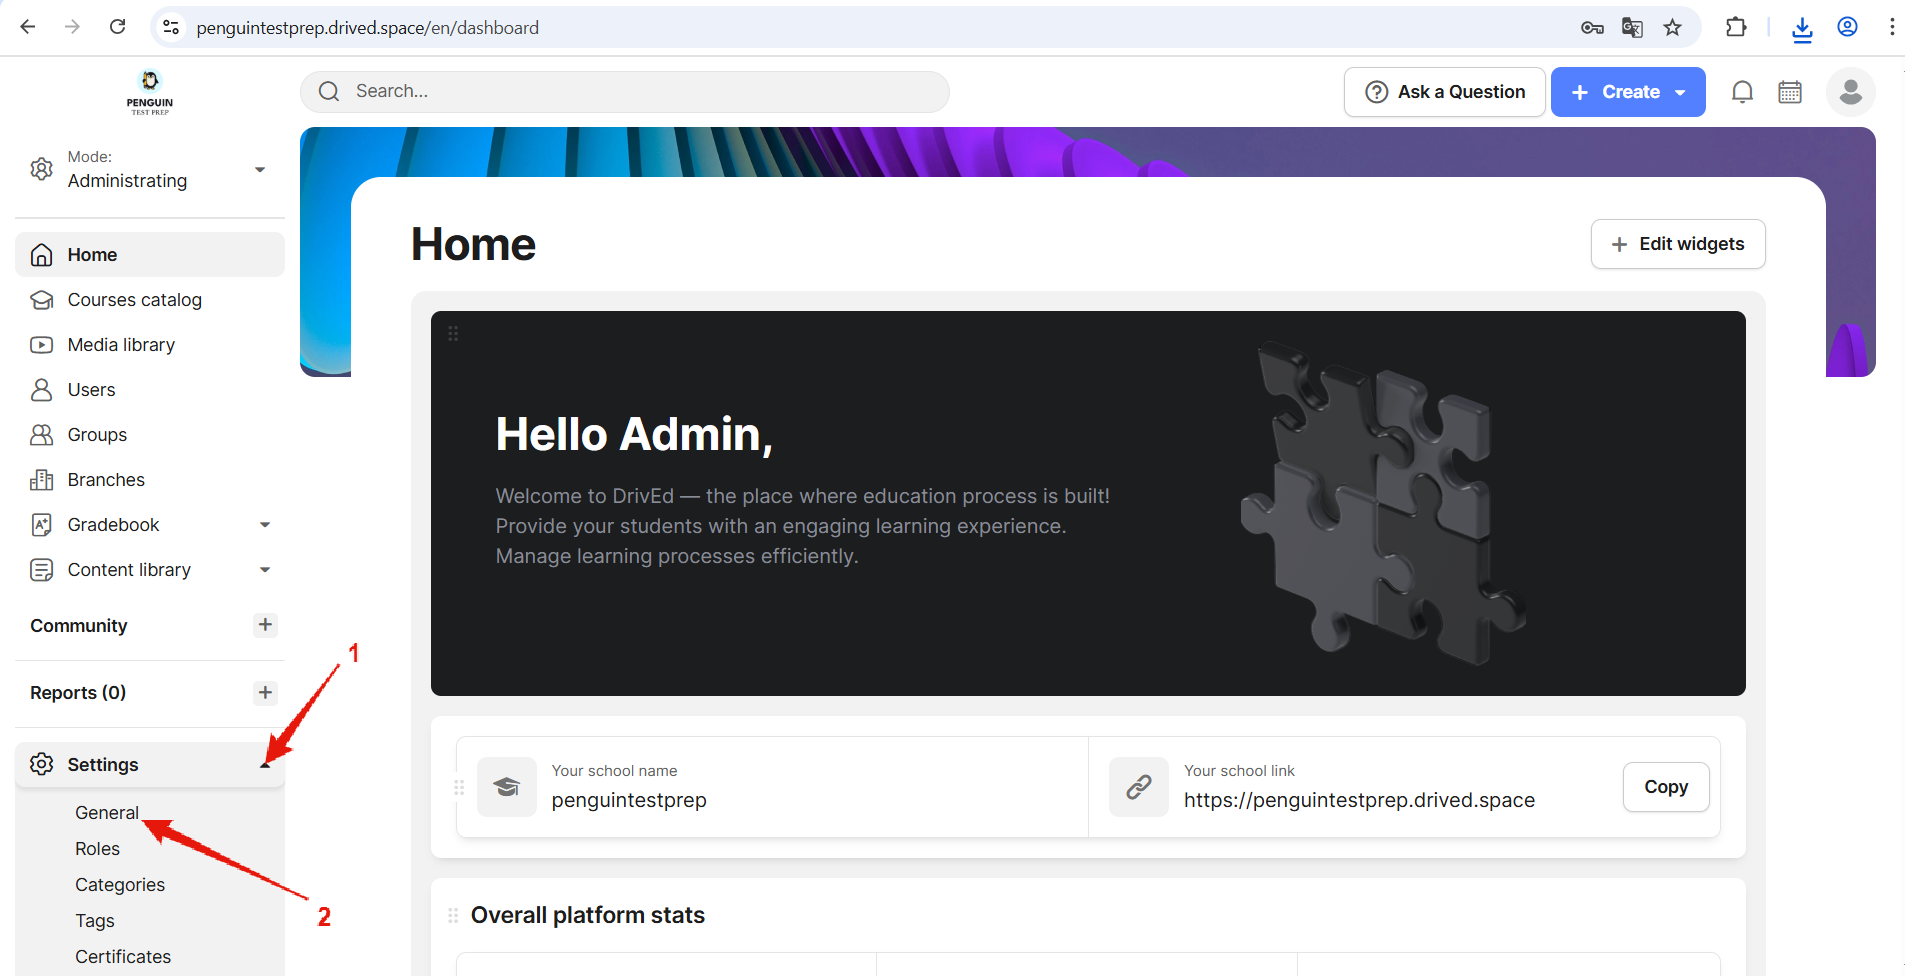 penguintestprep.drived.space/en/dashboard
PENGUIN
TEST PREP
Search...
Ask a Question
Create
Mode:
Administrating
Home
Courses catalog
Media library
Users
Groups
Branches
Gradebook
Content library
Community
Reports (0)
Settings
General
Roles
Categories
Tags
Certificates
1
2
Home
Edit widgets
Hello Admin,
Welcome to DrivEd — the place where education process is built!
Provide your students with an engaging learning experience.
Manage learning processes efficiently.
Your school name
penguintestprep
Your school link
https://penguintestprep.drived.space
Copy
Overall platform stats